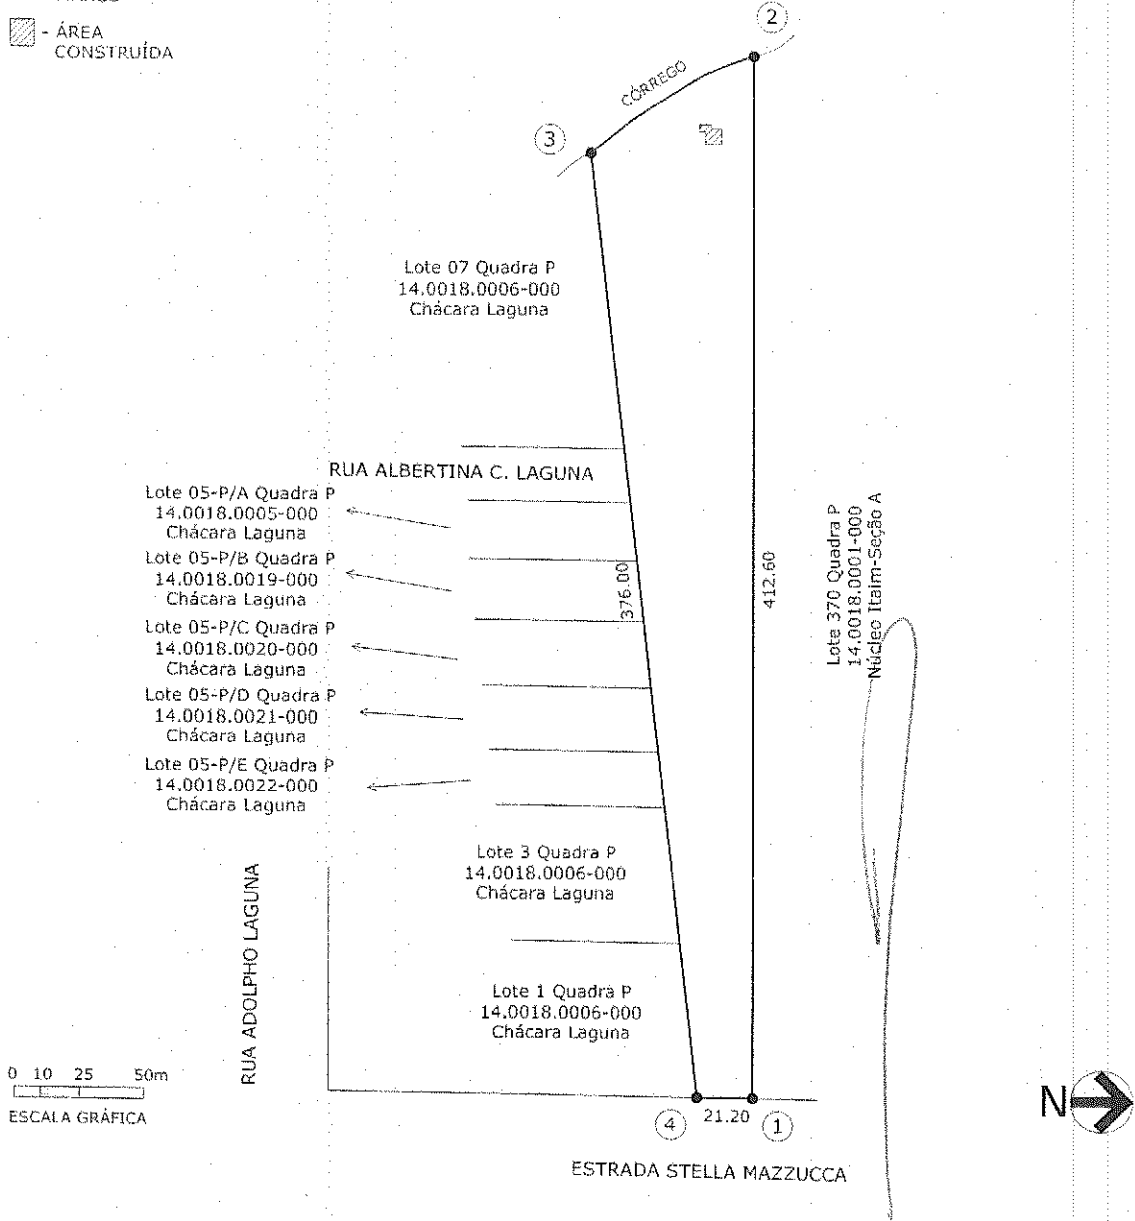 - ÁREA
CONSTRUÍDA
2
CÓRREGO
3
Lote 07 Quadra P
14.0018.0006-000
Chácara Laguna
RUA ALBERTINA C. LAGUNA
Lote 05-P/A Quadra P
14.0018.0005-000
Chácara Laguna
Lote 05-P/B Quadra P
14.0018.0019-000
Chácara Laguna
Lote 05-P/C Quadra P
14.0018.0020-000
Chácara Laguna
Lote 05-P/D Quadra P
14.0018.0021-000
Chácara Laguna
Lote 05-P/E Quadra P
14.0018.0022-000
Chácara Laguna
376.00
412.60
Lote 370 Quadra P
14.0018.0001-000
Núcleo Itaim-Seção A
Lote 3 Quadra P
14.0018.0006-000
Chácara Laguna
Lote 1 Quadra P
14.0018.0006-000
Chácara Laguna
RUA ADOLPHO LAGUNA
0 10 25 50m
ESCALA GRÁFICA
4
21.20
1
N
ESTRADA STELLA MAZZUCCA